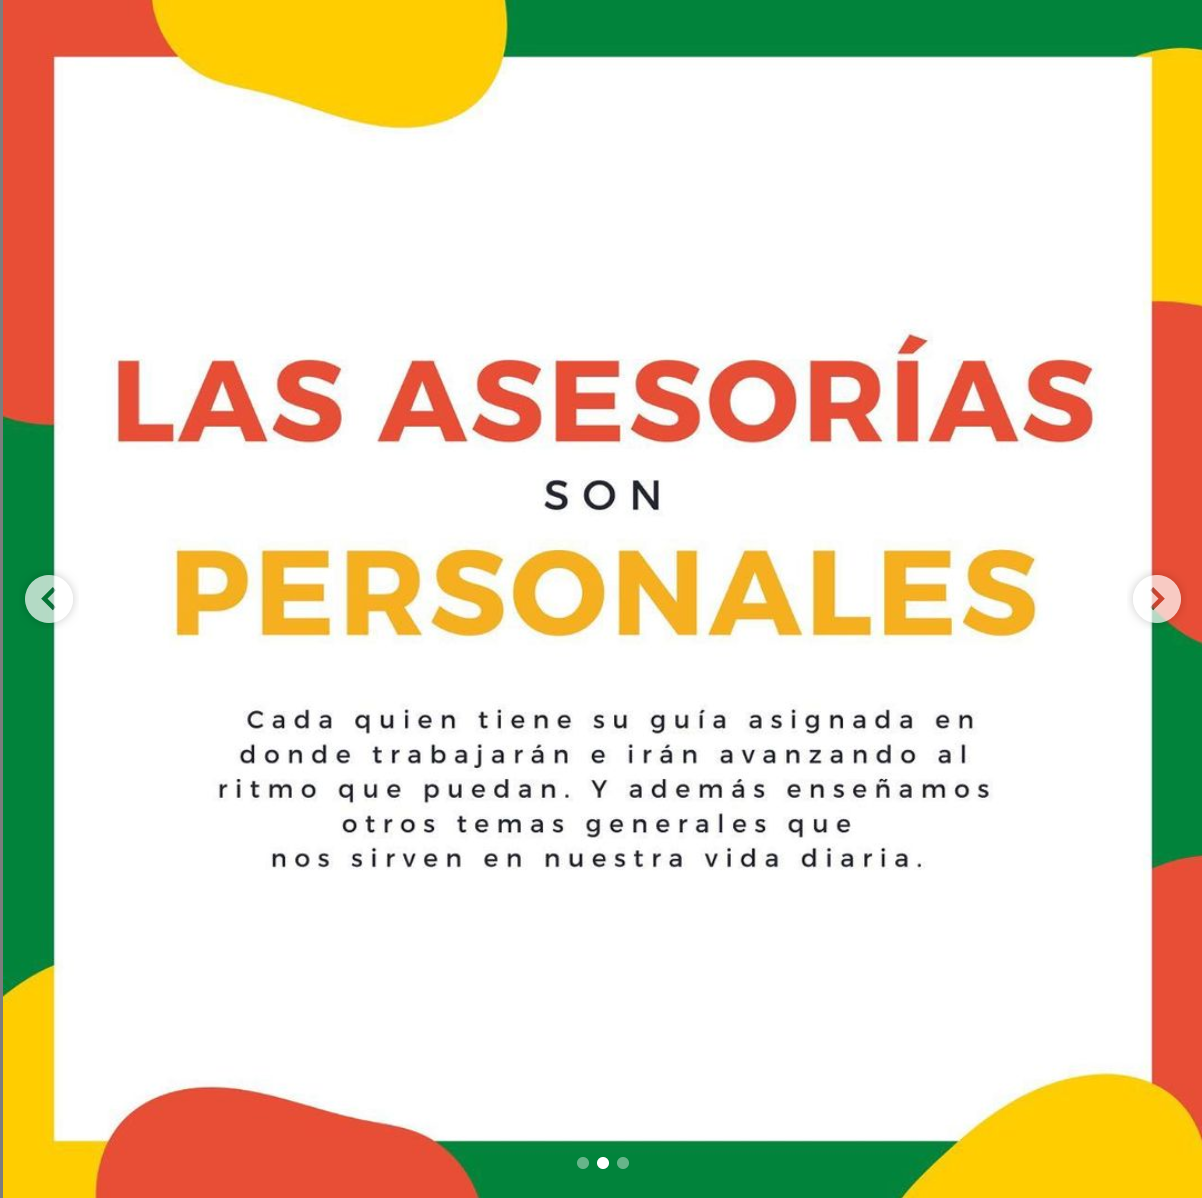 LAS ASESORÍAS
SON
PERSONALES
Cada quien tiene su guía asignada en
donde trabajarán e irán avanzando al
ritmo que puedan. Y además enseñamos
otros temas generales que
nos sirven en nuestra vida diaria.